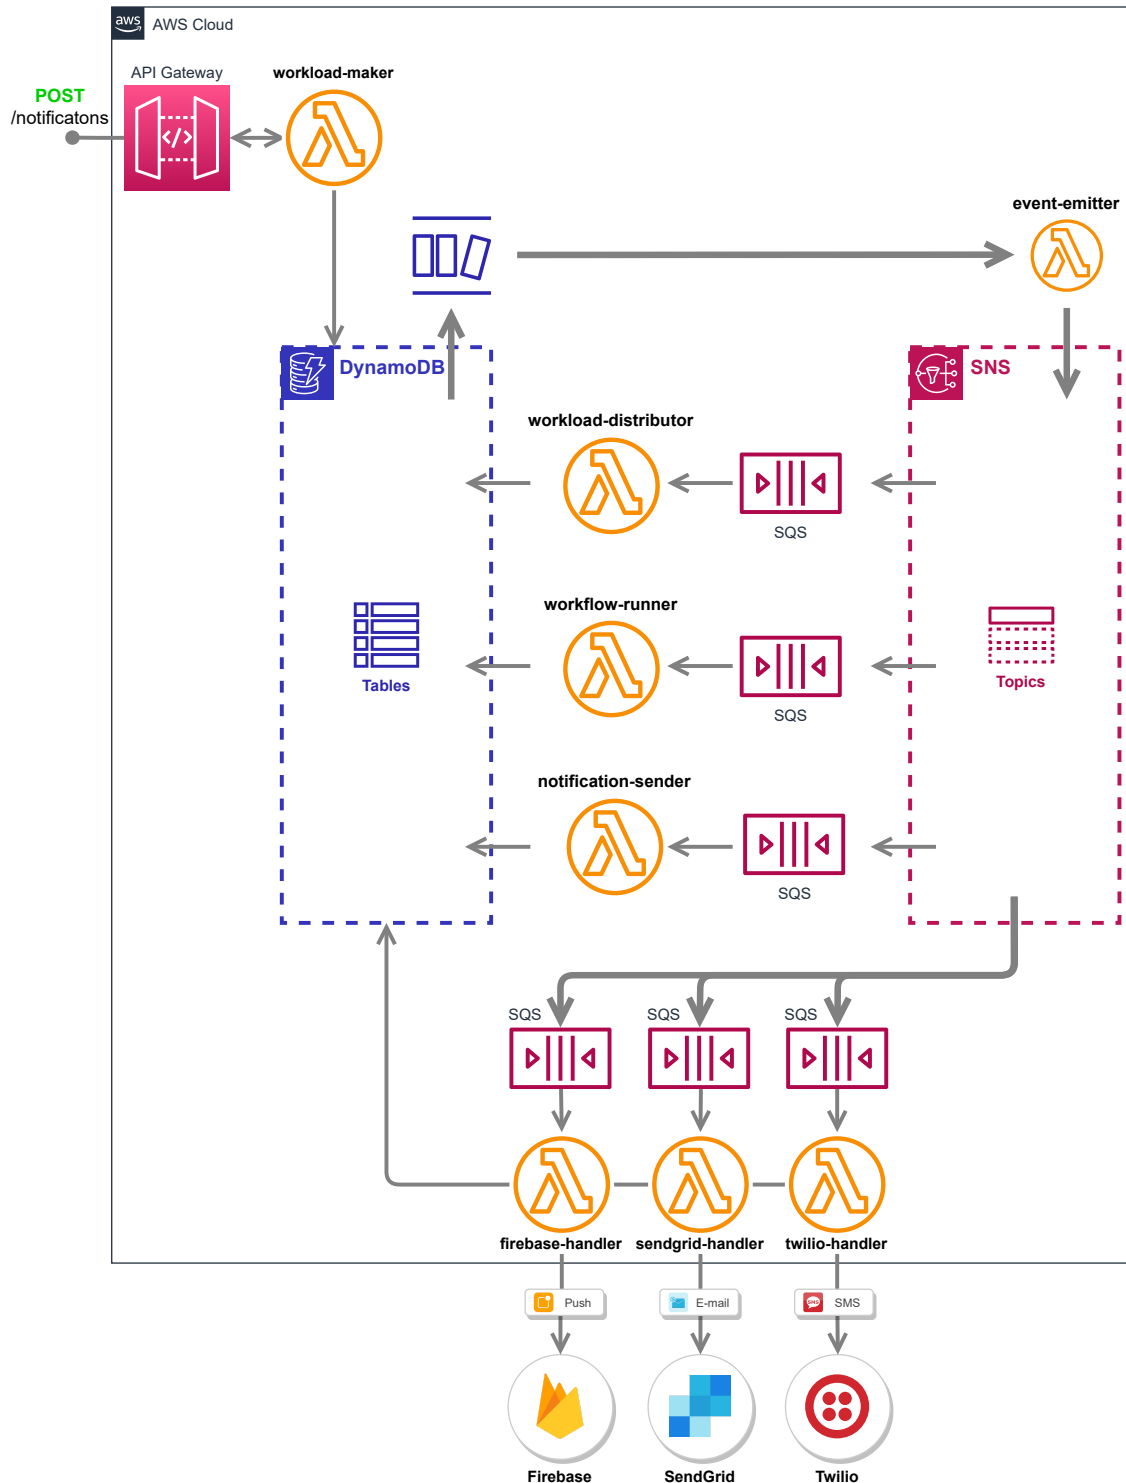 aws
AWS Cloud
API Gateway
workload-maker
POST
/notificatons
</>
event-emitter
DynamoDB
SNS
workload-distributor
SQS
workflow-runner
SQS
Tables
Topics
notification-sender
SQS
SQS
SQS
SQS
firebase-handler
sendgrid-handler
twilio-handler
Push
E-mail
SMS
SMS
Firebase
SendGrid
Twilio